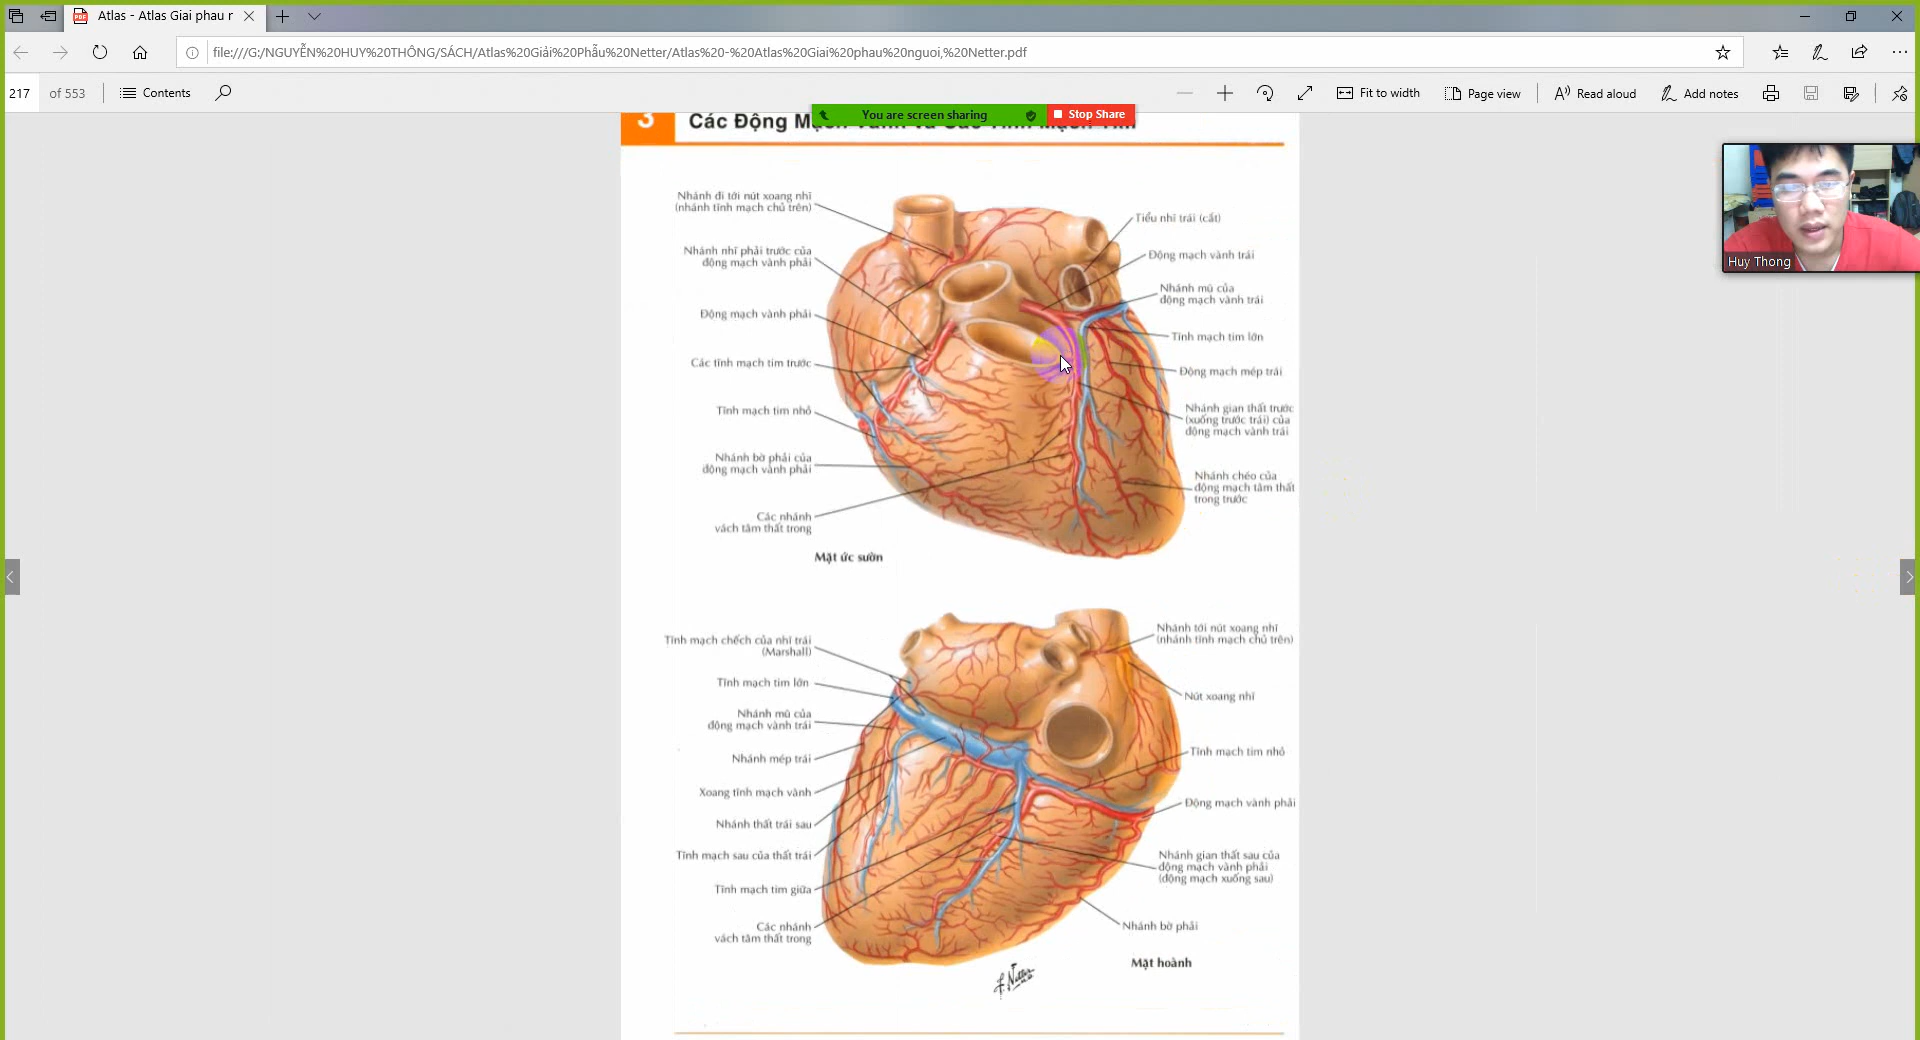 Atlas - Atlas Giai phau r
file:///G:/NGUYỄN%20HUY%20THÔNG/SÁCH/Atlas%20Giải%20Phẫu%20Netter/Atlas%20-%20Atlas%20Giai%20phau%20nguoi,%20Netter.pdf
217 of 553
Contents
Fit to width
Page view
Read aloud
Add notes
You are screen sharing
Stop Share
3
Các Động Mạch Vành và Các Tĩnh Mạch Tim
Huy Thong
Nhánh đi tới nút xoang nhĩ
(nhánh tĩnh mạch chủ trên)
Nhánh nhĩ phải trước của
động mạch vành phải
Động mạch vành phải
Các tĩnh mạch tim trước
Tĩnh mạch tim nhỏ
Nhánh bờ phải của
động mạch vành phải
Các nhánh
vách tâm thất trong
Tiểu nhĩ trái (cắt)
Động mạch vành trái
Nhánh mũ của
động mạch vành trái
Tĩnh mạch tim lớn
Động mạch mép trái
Nhánh gian thất trước
(xuống trước trái) của
động mạch vành trái
Nhánh chéo của
động mạch tâm thất
trong trước
Mặt ức sườn
Tĩnh mạch chếch của nhĩ trái
(Marshall)
Tĩnh mạch tim lớn
Nhánh mũ của
động mạch vành trái
Nhánh mép trái
Xoang tĩnh mạch vành
Nhánh thất trái sau
Tĩnh mạch sau của thất trái
Tĩnh mạch tim giữa
Các nhánh
vách tâm thất trong
Nhánh tới nút xoang nhĩ
(nhánh tĩnh mạch chủ trên)
Nút xoang nhĩ
Tĩnh mạch tim nhỏ
Động mạch vành phải
Nhánh gian thất sau của
động mạch vành phải
(động mạch xuống sau)
Nhánh bờ phải
Mặt hoành
F. Netter